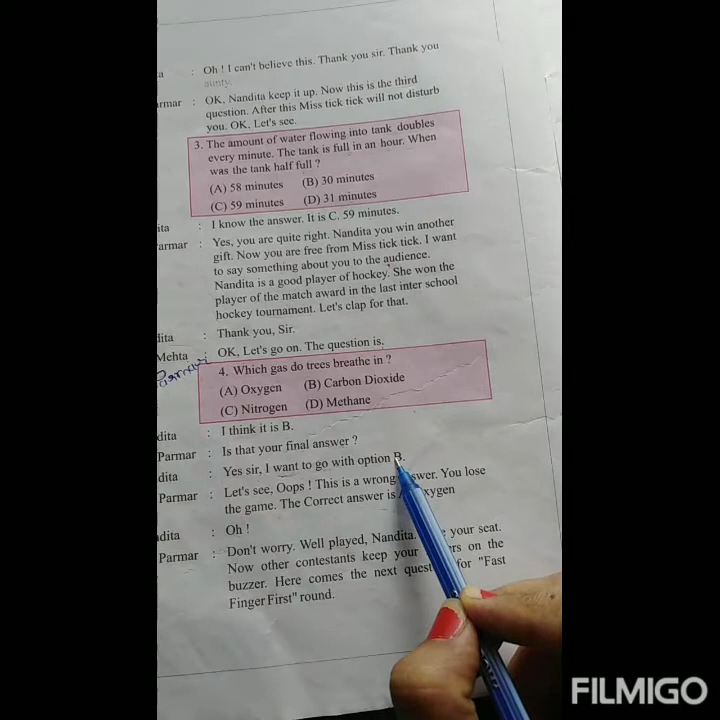 a : Oh ! I can't believe this. Thank you sir. Thank you
aunty.
rmar : OK, Nandita keep it up. Now this is the third
question. After this Miss tick tick will not disturb
you. OK, Let's see.
3. The amount of water flowing into tank doubles
every minute. The tank is full in an hour. When
was the tank half full ?
(A) 58 minutes (B) 30 minutes
(C) 59 minutes (D) 31 minutes
ita : I know the answer. It is C. 59 minutes.
armar : Yes, you are quite right. Nandita you win another
gift. Now you are free from Miss tick tick. I want
to say something about you to the audience.
Nandita is a good player of hockey. She won the
player of the match award in the last inter school
hockey tournament. Let's clap for that.
dita : Thank you, Sir.
Mehta : OK, Let's go on. The question is.
4. Which gas do trees breathe in ?
(A) Oxygen (B) Carbon Dioxide
(C) Nitrogen (D) Methane
dita : I think it is B.
Parmar : Is that your final answer ?
dita : Yes sir, I want to go with option B.
Parmar : Let's see, Oops ! This is a wrong swer. You lose
the game. The Correct answer is xygen
dita : Oh !
Parmar : Don't worry. Well played, Nandita. e your seat.
Now other contestants keep your rs on the
buzzer. Here comes the next quest for "Fast
Finger First" round.
FILMIGO